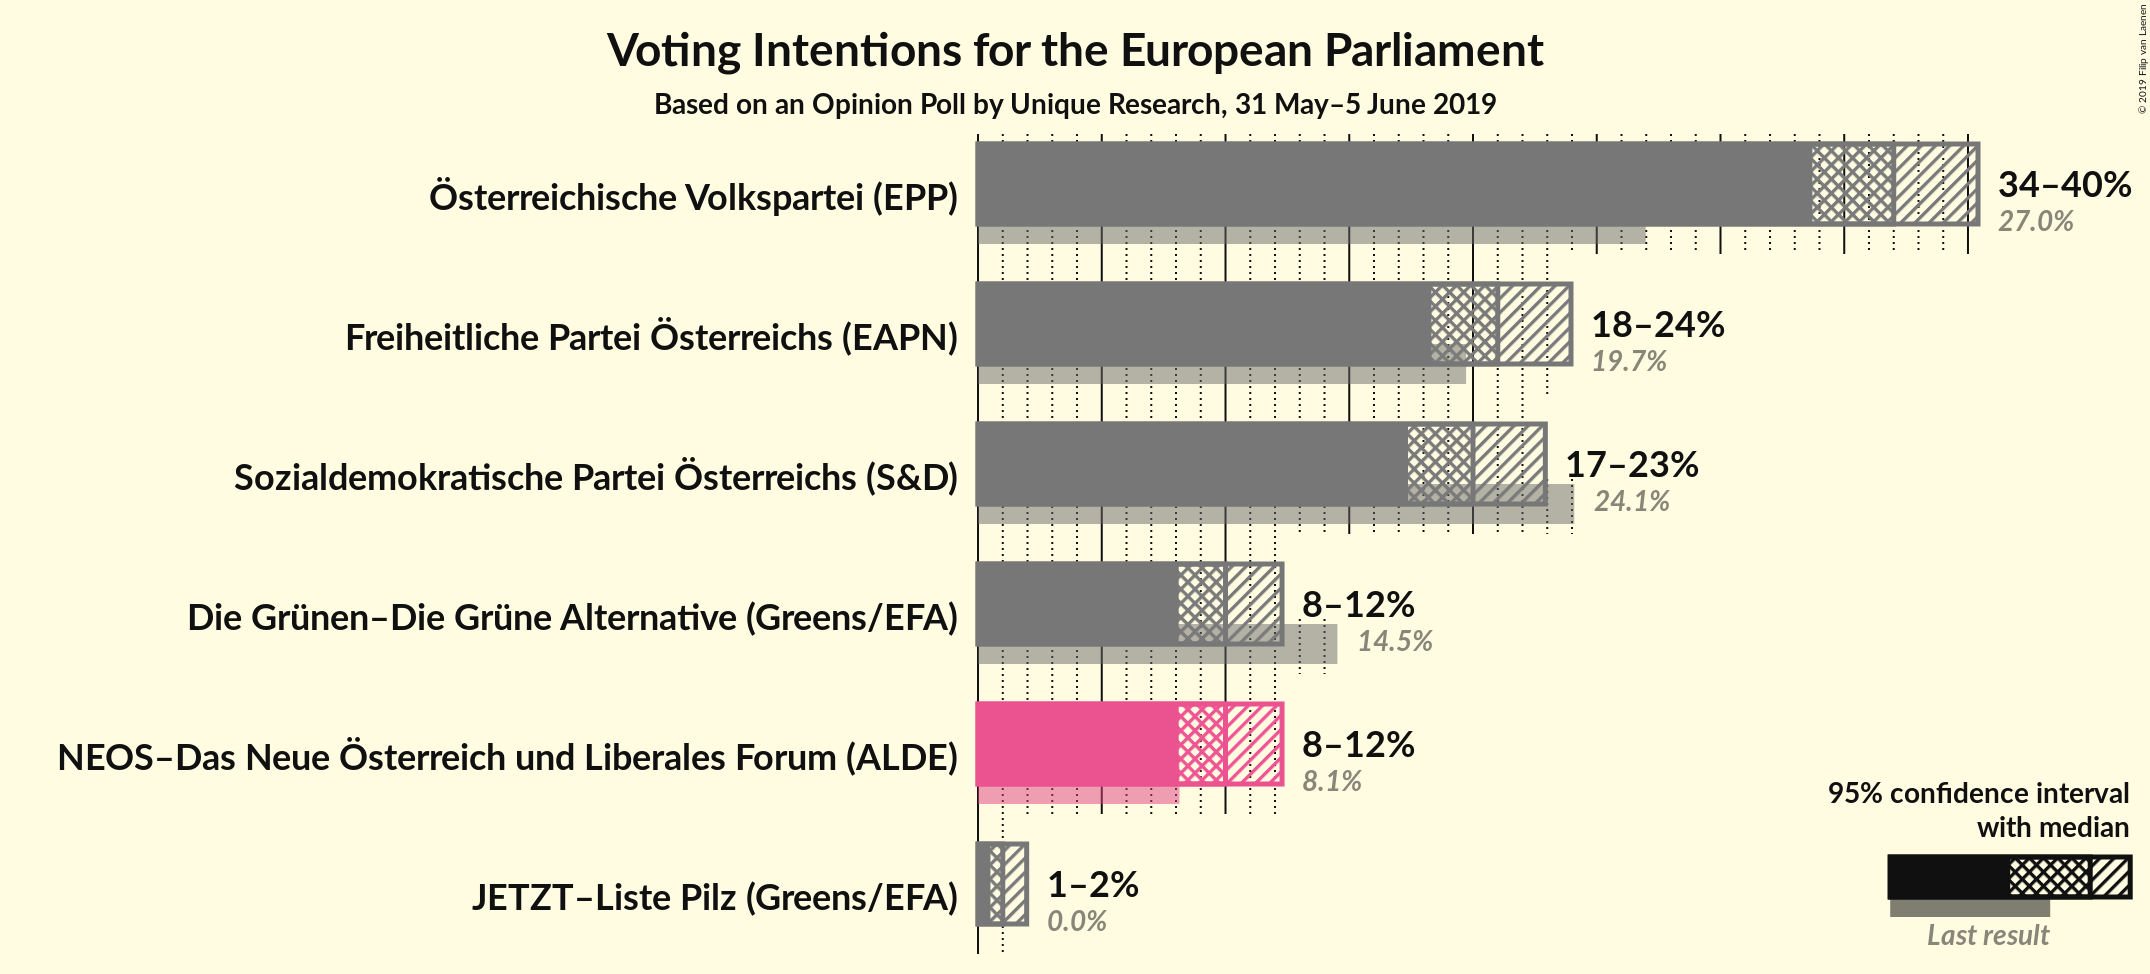 Voting Intentions for the European Parliament
Based on an Opinion Poll by Unique Research, 31 May–5 June 2019
© 2019 Filip van Laenen
Österreichische Volkspartei (EPP)
34–40%
27.0%
Freiheitliche Partei Österreichs (EAPN)
18–24%
19.7%
Sozialdemokratische Partei Österreichs (S&D)
17–23%
24.1%
Die Grünen–Die Grüne Alternative (Greens/EFA)
8–12%
14.5%
NEOS–Das Neue Österreich und Liberales Forum (ALDE)
8–12%
8.1%
JETZT–Liste Pilz (Greens/EFA)
1–2%
0.0%
95% confidence interval
with median
Last result